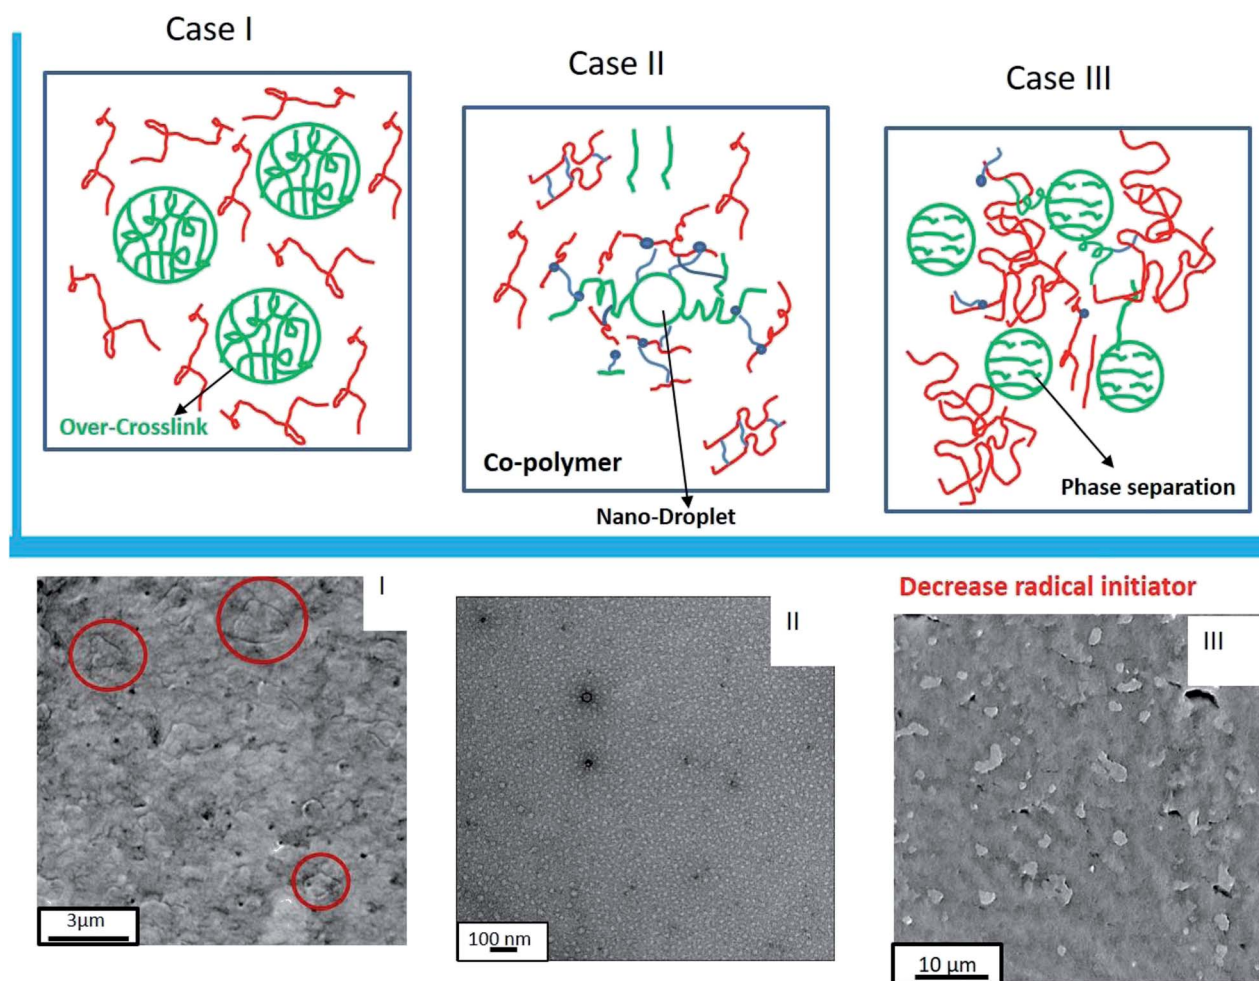 Case I
Case II
Case III
Over-Crosslink
Co-polymer
Nano-Droplet
Phase separation
I
II
Decrease radical initiator
III
3μm
100 nm
10 μm